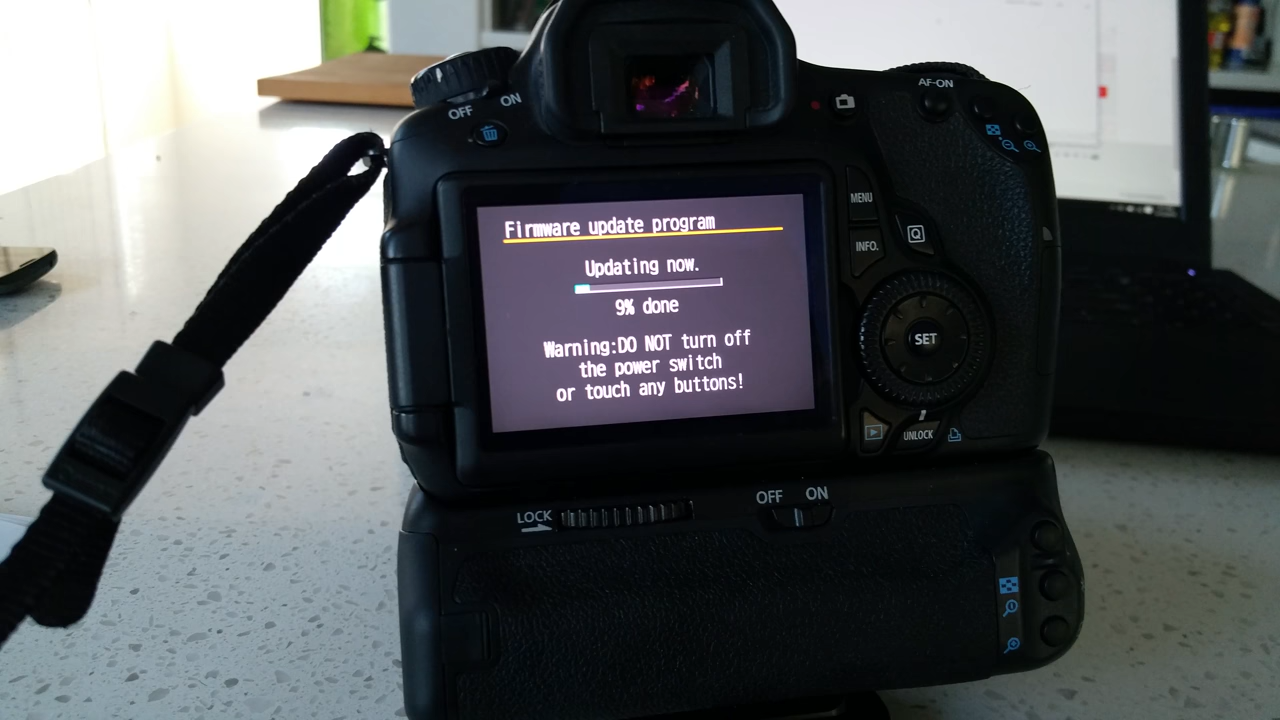 AF-ON
OFF ON
MENU
Firmware update program
Q
INFO.
Updating now.
9% done
SET
Warning:DO NOT turn off
the power switch
or touch any buttons!
UNLOCK
OFF ON
LOCK